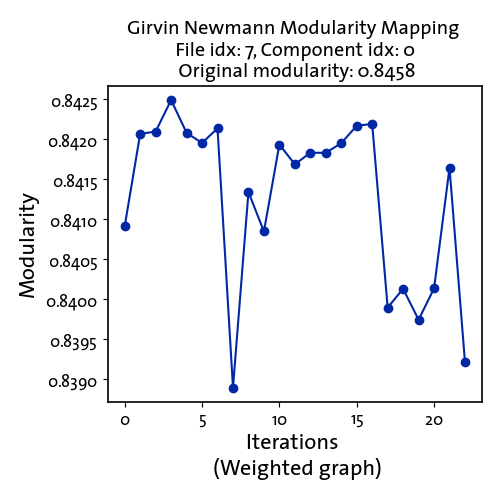 Girvin Newmann Modularity Mapping
File idx: 7, Component idx: 0
Original modularity: 0.8458
0.8425
0.8420
0.8415
0.8410
0.8405
0.8400
0.8395
0.8390
Modularity
0 5 10 15 20
Iterations
(Weighted graph)